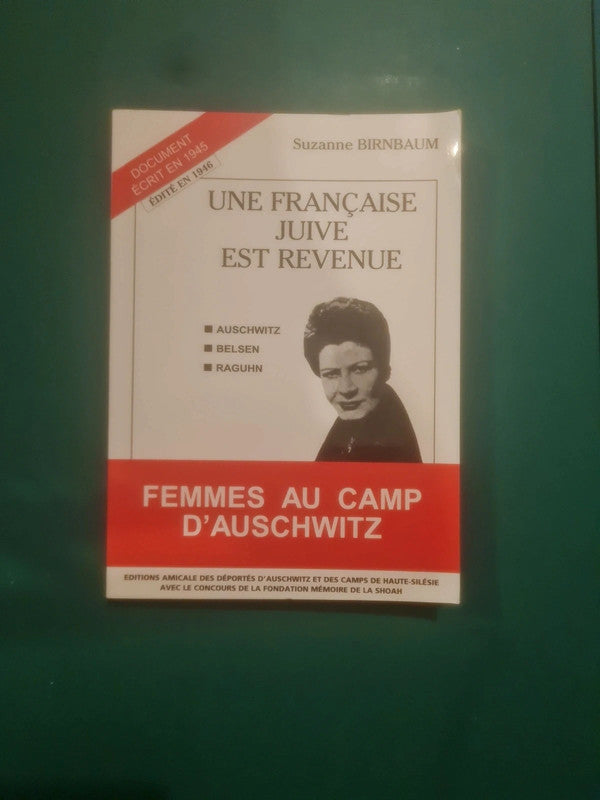 DOCUMENT
ÉCRIT EN 1945
ÉDITÉ EN 1946
Suzanne BIRNBAUM
UNE FRANÇAISE
JUIVE
EST REVENUE
■ AUSCHWITZ
■ BELSEN
■ RAGUHN
FEMMES AU CAMP
D'AUSCHWITZ
EDITIONS AMICALE DES DÉPORTÉS D'AUSCHWITZ ET DES CAMPS DE HAUTE-SILÉSIE
AVEC LE CONCOURS DE LA FONDATION MÉMOIRE DE LA SHOAH